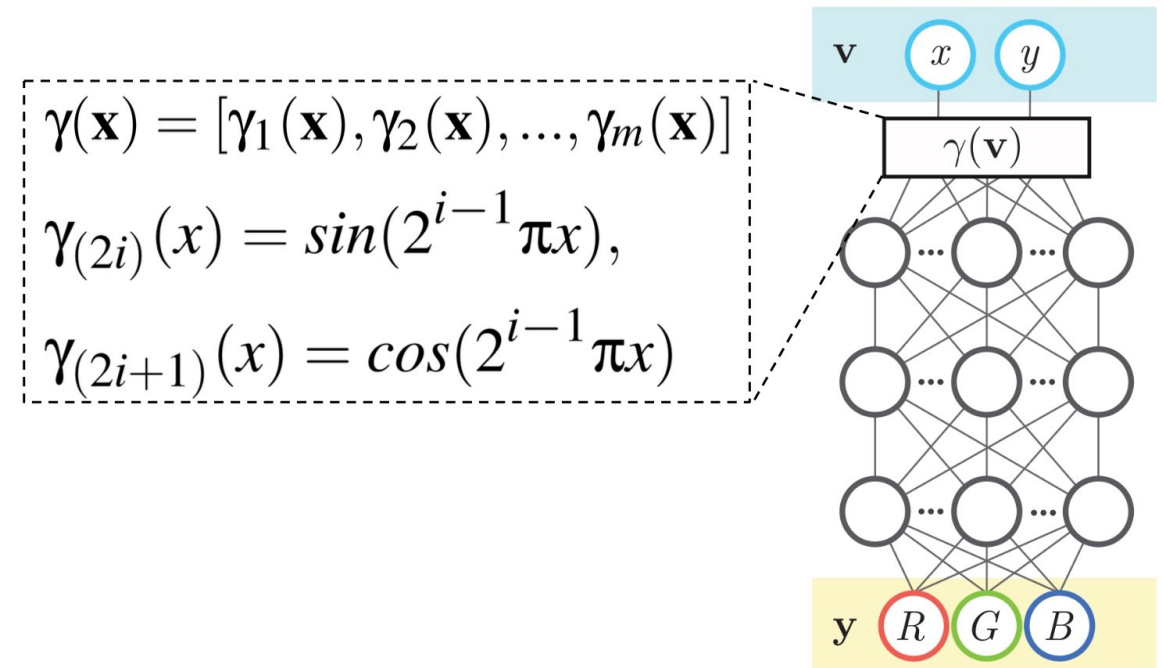 v x y
γ(v)
γ(x) = [γ₁(x), γ₂(x), ..., γₘ(x)]
γ₍₂ᵢ₎(x) = sin(2^{i−1}πx),
γ₍₂ᵢ₊₁₎(x) = cos(2^{i−1}πx)
... ...
... ...
... ...
y R G B